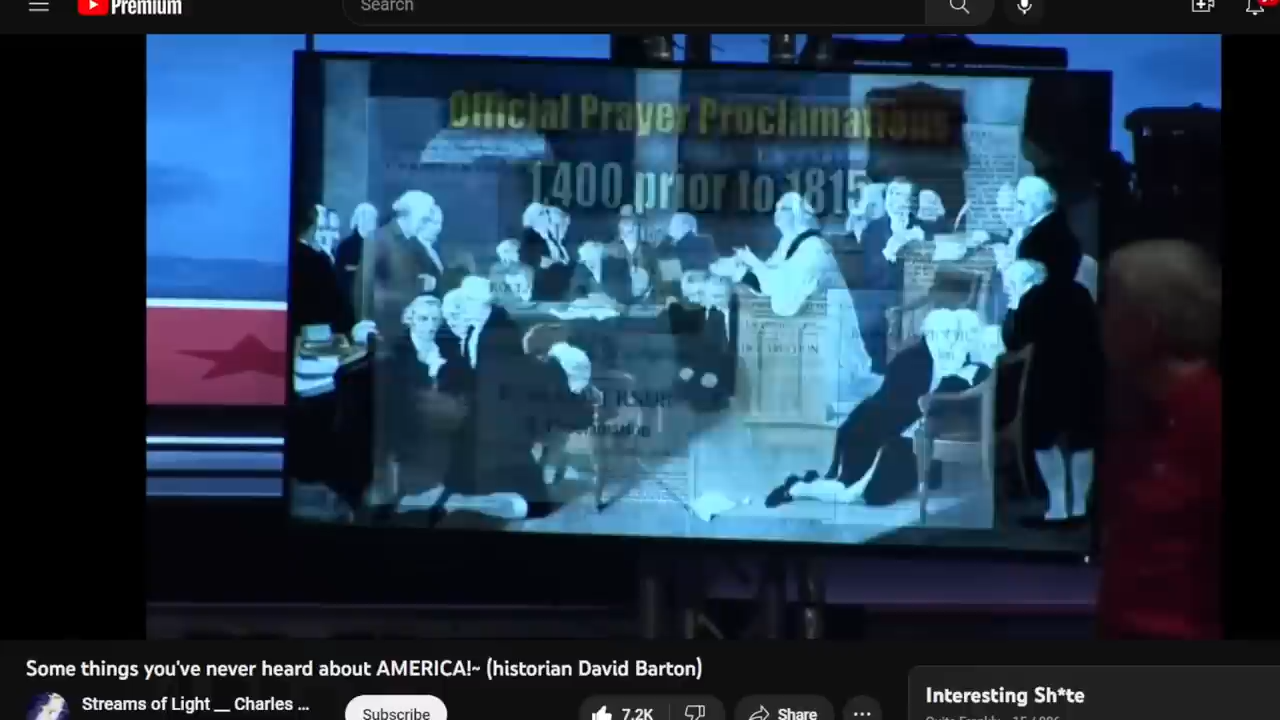 Premium
Search
Official Prayer Proclamations
1,400 prior to 1815
Some things you've never heard about AMERICA!~ (historian David Barton)
Streams of Light __ Charles ...
Subscribe
7.2K
Share
...
Interesting Sh*te